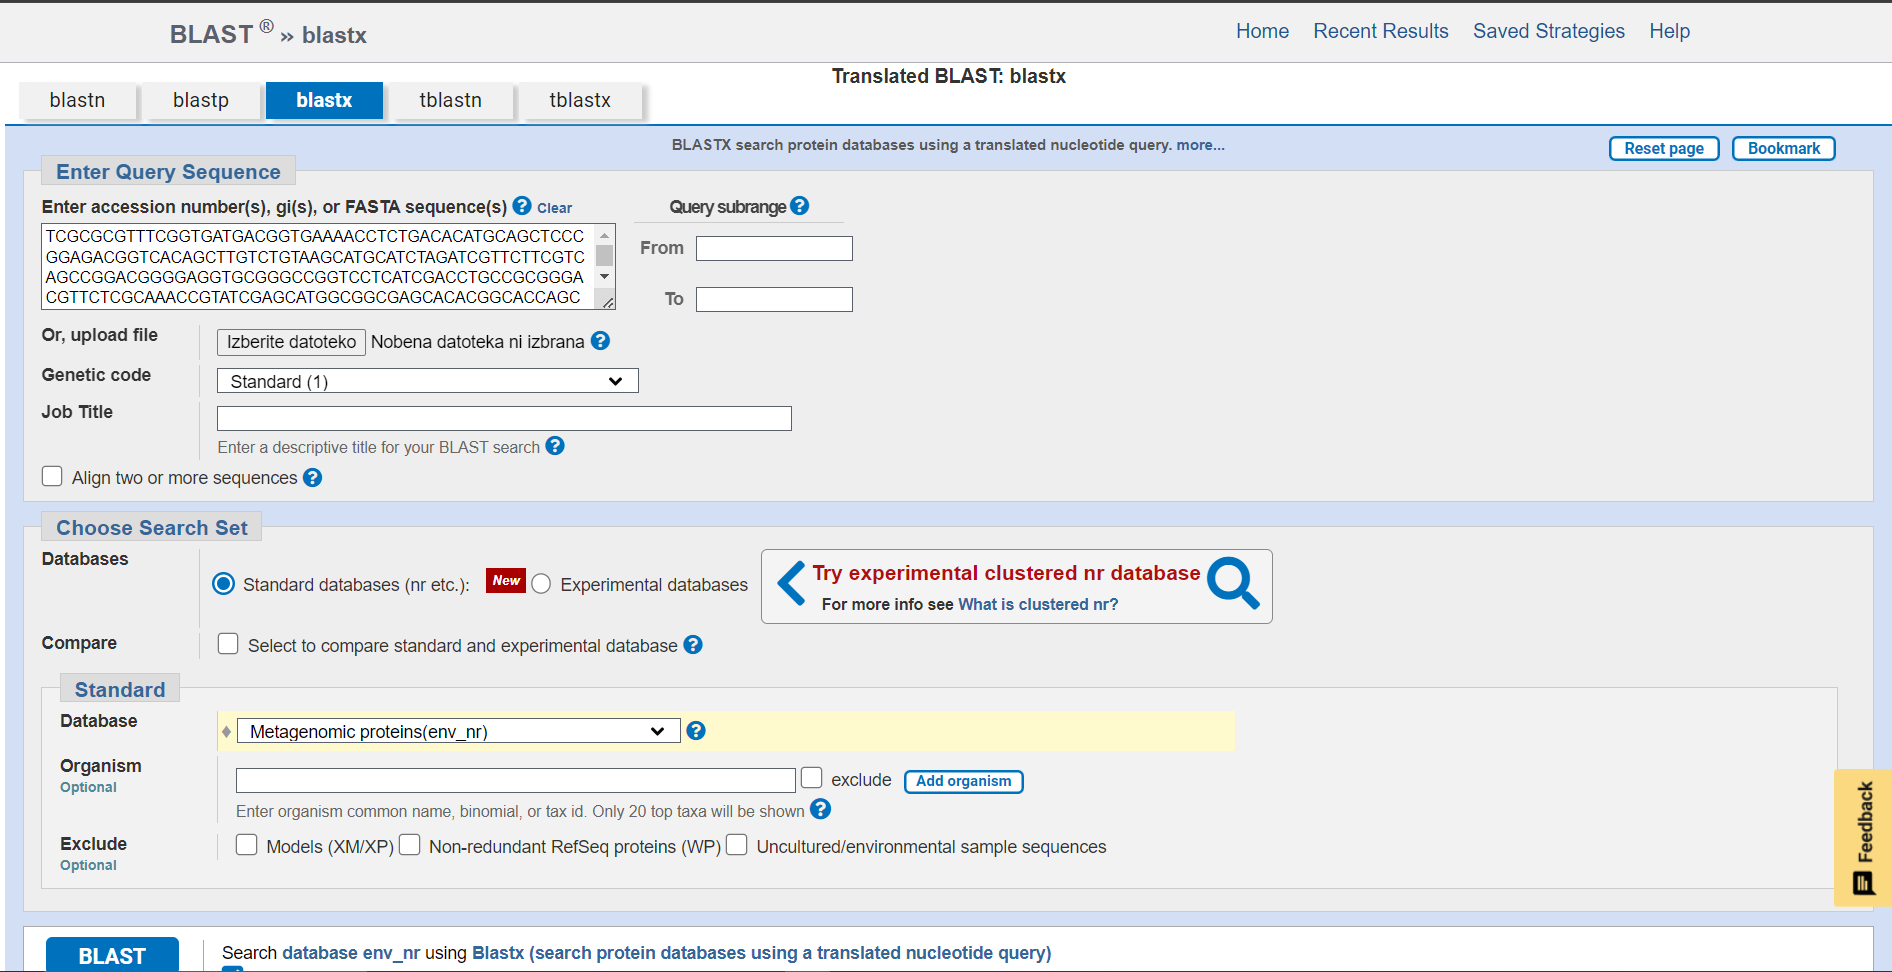 BLAST ® » blastx
Home Recent Results Saved Strategies Help
Translated BLAST: blastx
blastn blastp blastx tblastn tblastx
BLASTX search protein databases using a translated nucleotide query. more...
Reset page Bookmark
Enter Query Sequence
Enter accession number(s), gi(s), or FASTA sequence(s) ? Clear
Query subrange ?
TCGCGCGTTTCGGTGATGACGGTGAAAACCTCTGACACATGCAGCTCCC
GGAGACGGTCACAGCTTGTCTGTAAGCATGCATCTAGATCGTTCTTCGTC
AGCCGGACGGGGAGGTGCGGGCCGGTCCTCATCGACCTGCCGCGGGA
CGTTCTCGCAAACCGTATCGAGCATGGCGGCGAGCACACGGCACCAGC
From
To
Or, upload file
Izberite datoteko Nobena datoteka ni izbrana ?
Genetic code
Standard (1)
Job Title
Enter a descriptive title for your BLAST search ?
Align two or more sequences ?
Choose Search Set
Databases
Standard databases (nr etc.): New Experimental databases
Try experimental clustered nr database
For more info see What is clustered nr?
Compare
Select to compare standard and experimental database ?
Standard
Database
Metagenomic proteins(env_nr) ?
Organism
Optional
exclude Add organism
Enter organism common name, binomial, or tax id. Only 20 top taxa will be shown ?
Exclude
Optional
Models (XM/XP) Non-redundant RefSeq proteins (WP) Uncultured/environmental sample sequences
Feedback
BLAST
Search database env_nr using Blastx (search protein databases using a translated nucleotide query)